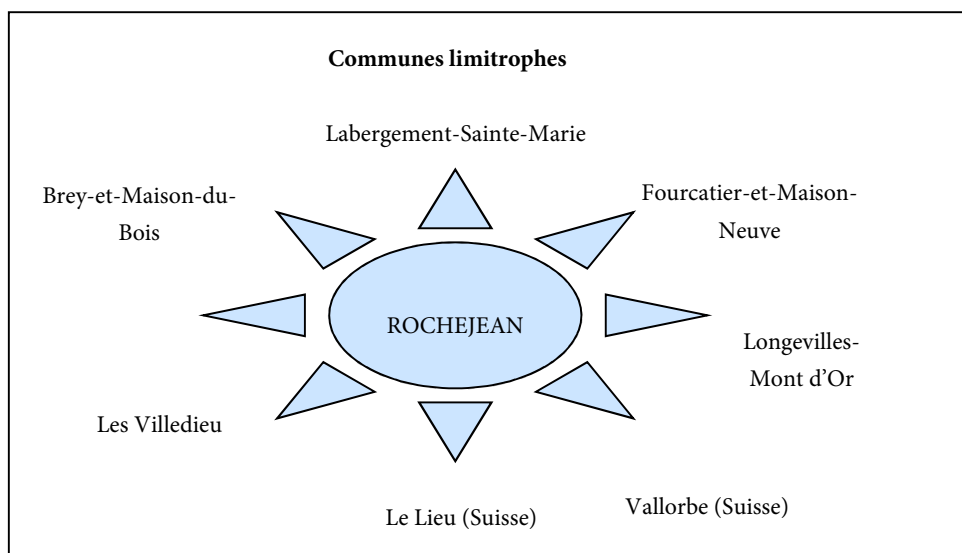 Communes limitrophes
Labergement-Sainte-Marie
Brey-et-Maison-du-
Bois
Fourcatier-et-Maison-
Neuve
ROCHEJEAN
Longevilles-
Mont d'Or
Les Villedieu
Le Lieu (Suisse)
Vallorbe (Suisse)